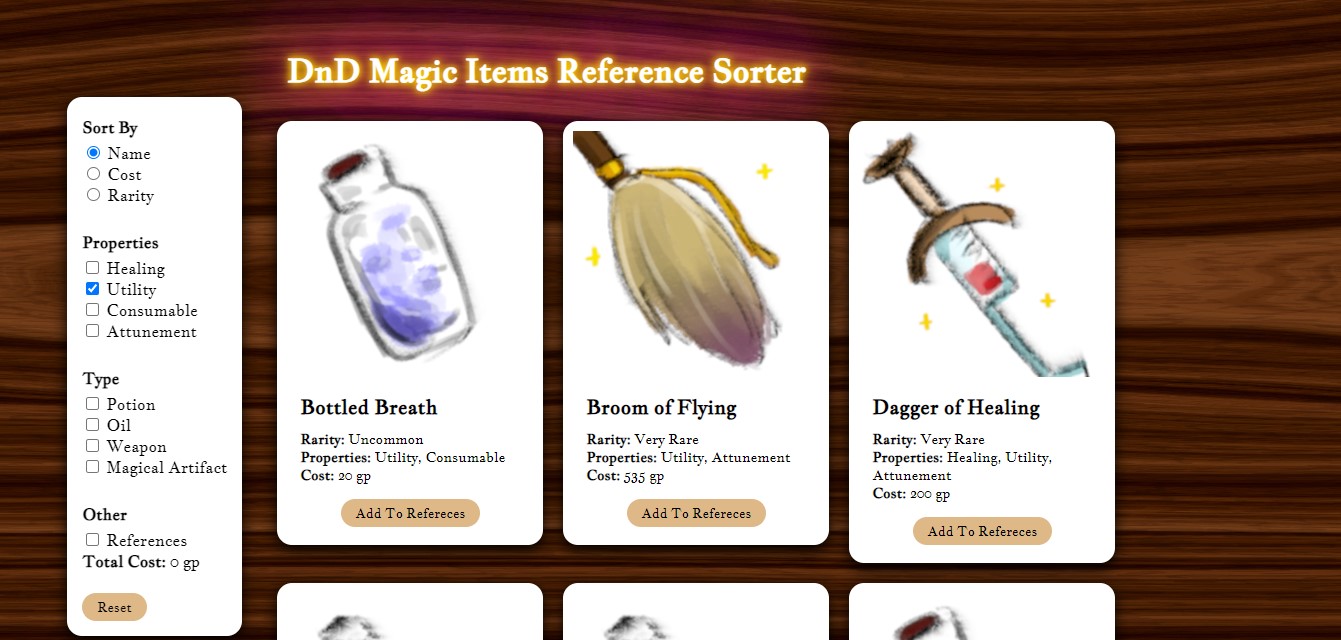 DnD Magic Items Reference Sorter
Sort By
Name
Cost
Rarity
Properties
Healing
Utility
Consumable
Attunement
Type
Potion
Oil
Weapon
Magical Artifact
Other
References
Total Cost: 0 gp
Reset
Bottled Breath
Rarity: Uncommon
Properties: Utility, Consumable
Cost: 20 gp
Add To Refereces
Broom of Flying
Rarity: Very Rare
Properties: Utility, Attunement
Cost: 535 gp
Add To Refereces
Dagger of Healing
Rarity: Very Rare
Properties: Healing, Utility,
Attunement
Cost: 200 gp
Add To Refereces